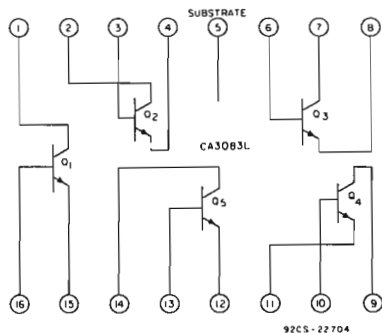 SUBSTRATE
1 2 3 4 5 6 7 8
Q2
Q3
CA3083L
Q1
Q5
Q4
16 15 14 13 12 11 10 9
92CS-22704